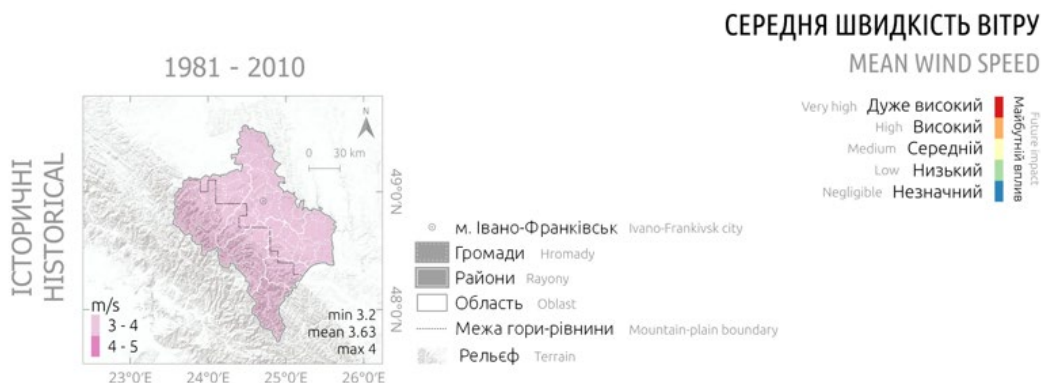 СЕРЕДНЯ ШВИДКІСТЬ ВІТРУ
MEAN WIND SPEED
1981 - 2010
ІСТОРИЧНІ
HISTORICAL
N
0 30 km
49°0'N
48°0'N
m/s
3 - 4
4 - 5
min 3.2
mean 3.63
max 4
23°0'E 24°0'E 25°0'E 26°0'E
м. Івано-Франківськ Ivano-Frankivsk city
Громади Hromady
Райони Rayony
Область Oblast
Межа гори-рівнини Mountain-plain boundary
Рельєф Terrain
Very high Дуже високий
High Високий
Medium Середній
Low Низький
Negligible Незначний
Майбутній вплив
Future impact